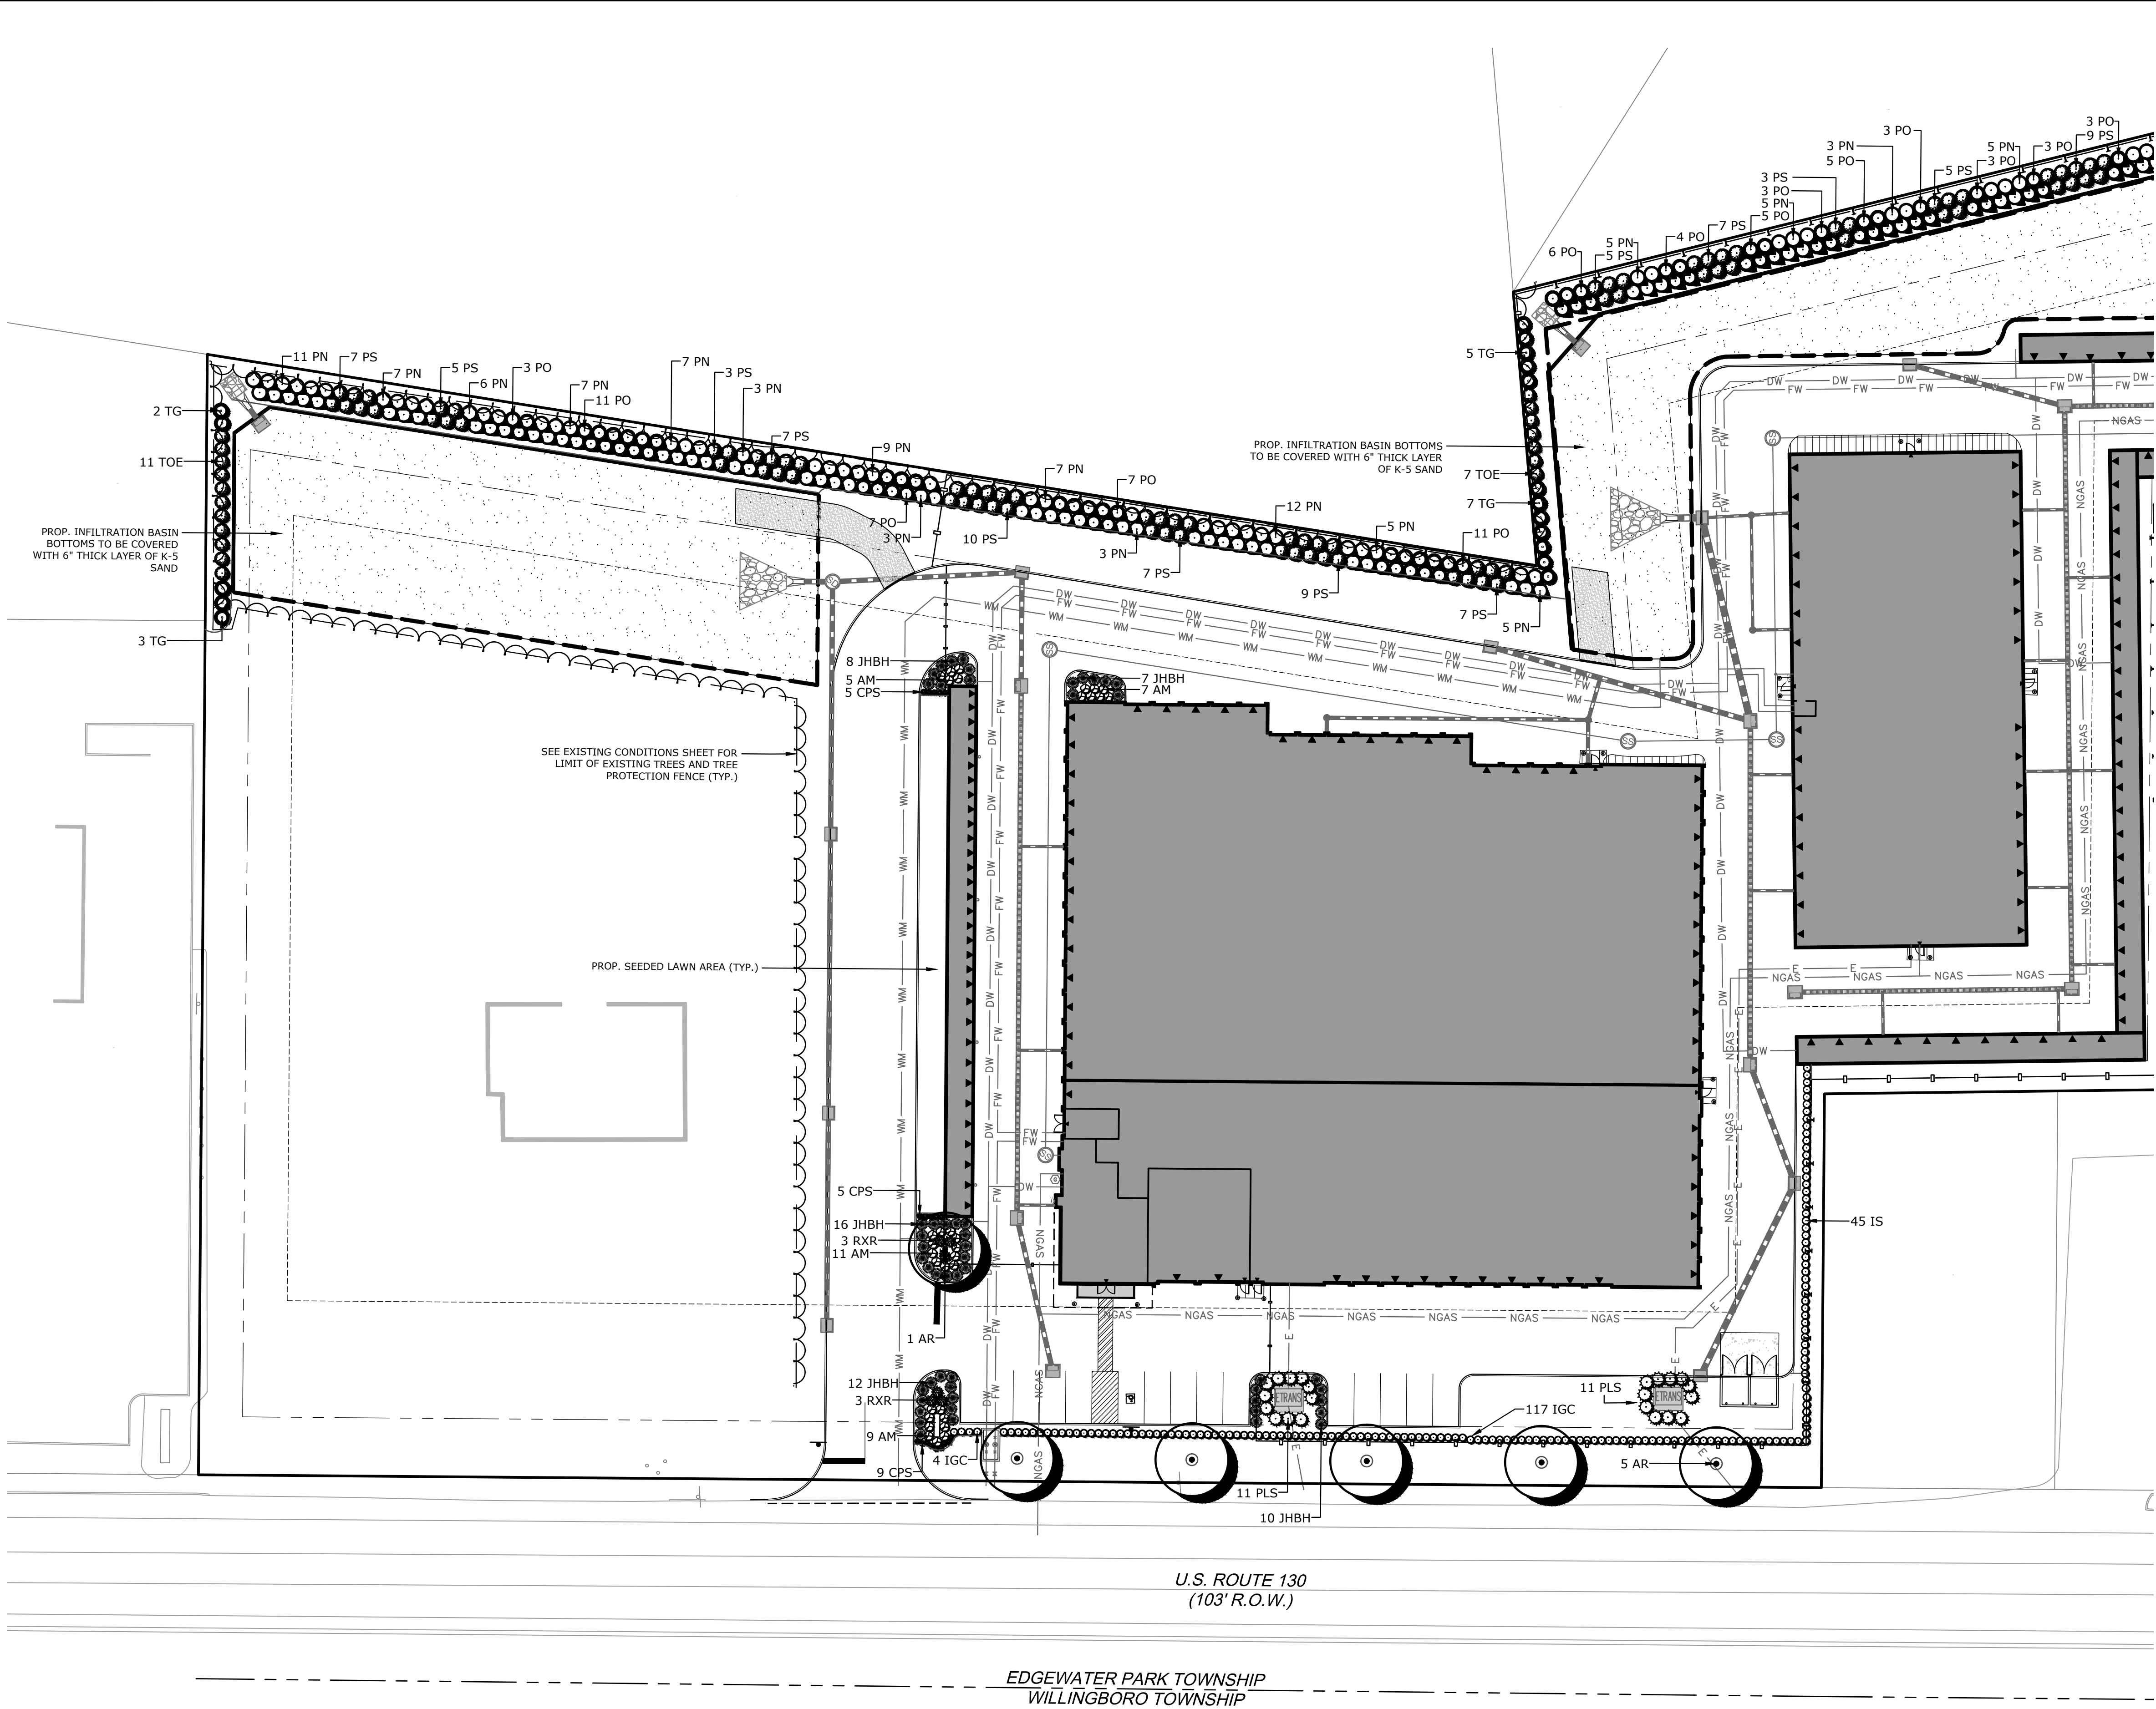 3 PO
9 PS
3 PO
5 PN
3 PO
3 PN
5 PO
3 PO
5 PS
3 PS
3 PO
5 PN
5 PO
7 PS
4 PO
5 PN
5 PS
6 PO
5 TG
11 PN
7 PS
7 PN
5 PS
6 PN
3 PO
7 PN
11 PO
7 PN
3 PS
3 PN
7 PS
9 PN
7 PN
7 PO
12 PN
5 PN
11 PO
2 TG
11 TOE
3 TG
7 PO
3 PN
10 PS
3 PN
7 PS
9 PS
7 PS
5 PN
7 TOE
7 TG
PROP. INFILTRATION BASIN BOTTOMS
TO BE COVERED WITH 6" THICK LAYER
OF K-5 SAND
PROP. INFILTRATION BASIN
BOTTOMS TO BE COVERED
WITH 6" THICK LAYER OF K-5
SAND
8 JHBH
5 AM
5 CPS
7 JHBH
7 AM
SEE EXISTING CONDITIONS SHEET FOR
LIMIT OF EXISTING TREES AND TREE
PROTECTION FENCE (TYP.)
PROP. SEEDED LAWN AREA (TYP.)
5 CPS
16 JHBH
3 RXR
11 AM
1 AR
12 JHBH
3 RXR
9 AM
9 CPS
4 IGC
11 PLS
10 JHBH
117 IGC
11 PLS
5 AR
45 IS
ETRANS
ETRANS
DW
FW
WM
NGAS
E
SS
U.S. ROUTE 130
(103' R.O.W.)
EDGEWATER PARK TOWNSHIP
WILLINGBORO TOWNSHIP